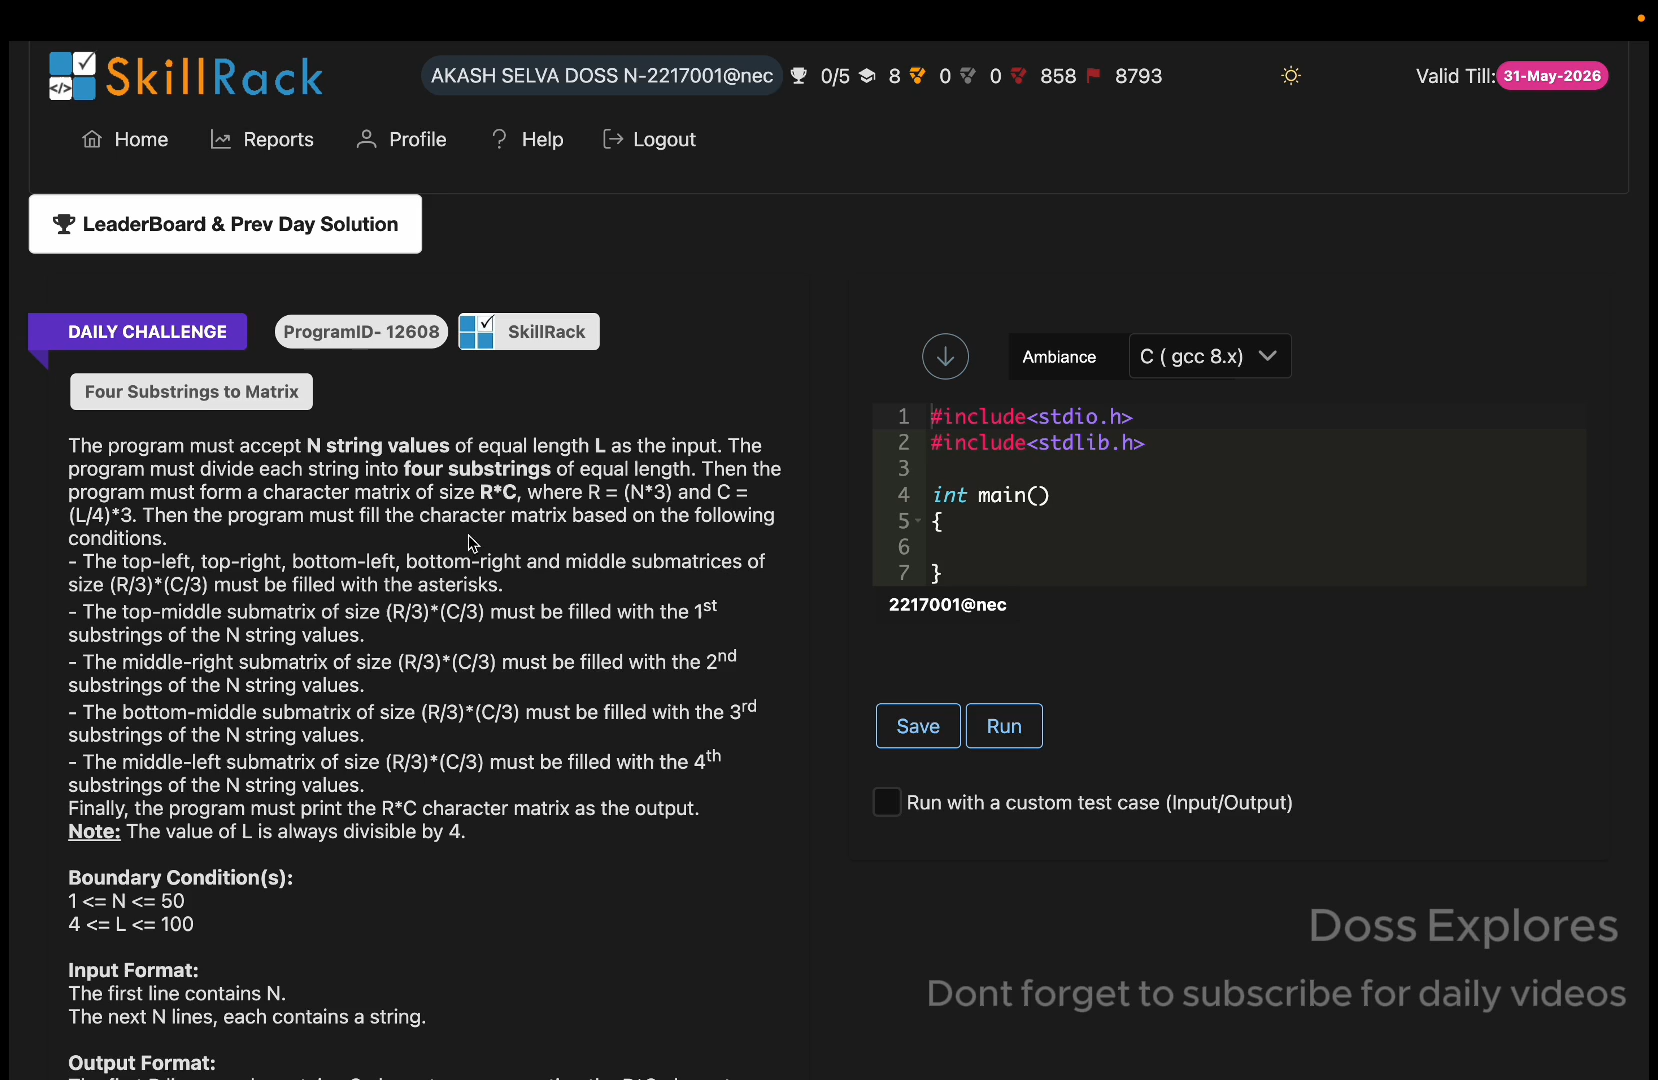 SkillRack
AKASH SELVA DOSS N-2217001@nec 0/5 8 0 0 858 8793
Valid Till: 31-May-2026
Home Reports Profile Help Logout
LeaderBoard & Prev Day Solution
DAILY CHALLENGE ProgramID- 12608 SkillRack
Four Substrings to Matrix
The program must accept N string values of equal length L as the input. The
program must divide each string into four substrings of equal length. Then the
program must form a character matrix of size R*C, where R = (N*3) and C =
(L/4)*3. Then the program must fill the character matrix based on the following
conditions.
- The top-left, top-right, bottom-left, bottom-right and middle submatrices of
size (R/3)*(C/3) must be filled with the asterisks.
- The top-middle submatrix of size (R/3)*(C/3) must be filled with the 1st
substrings of the N string values.
- The middle-right submatrix of size (R/3)*(C/3) must be filled with the 2nd
substrings of the N string values.
- The bottom-middle submatrix of size (R/3)*(C/3) must be filled with the 3rd
substrings of the N string values.
- The middle-left submatrix of size (R/3)*(C/3) must be filled with the 4th
substrings of the N string values.
Finally, the program must print the R*C character matrix as the output.
Note: The value of L is always divisible by 4.
Boundary Condition(s):
1 <= N <= 50
4 <= L <= 100
Input Format:
The first line contains N.
The next N lines, each contains a string.
Output Format:
Ambiance C ( gcc 8.x)
1 #include<stdio.h>
2 #include<stdlib.h>
3
4 int main()
5 {
6
7 }
2217001@nec
Save Run
Run with a custom test case (Input/Output)
Doss Explores
Dont forget to subscribe for daily videos